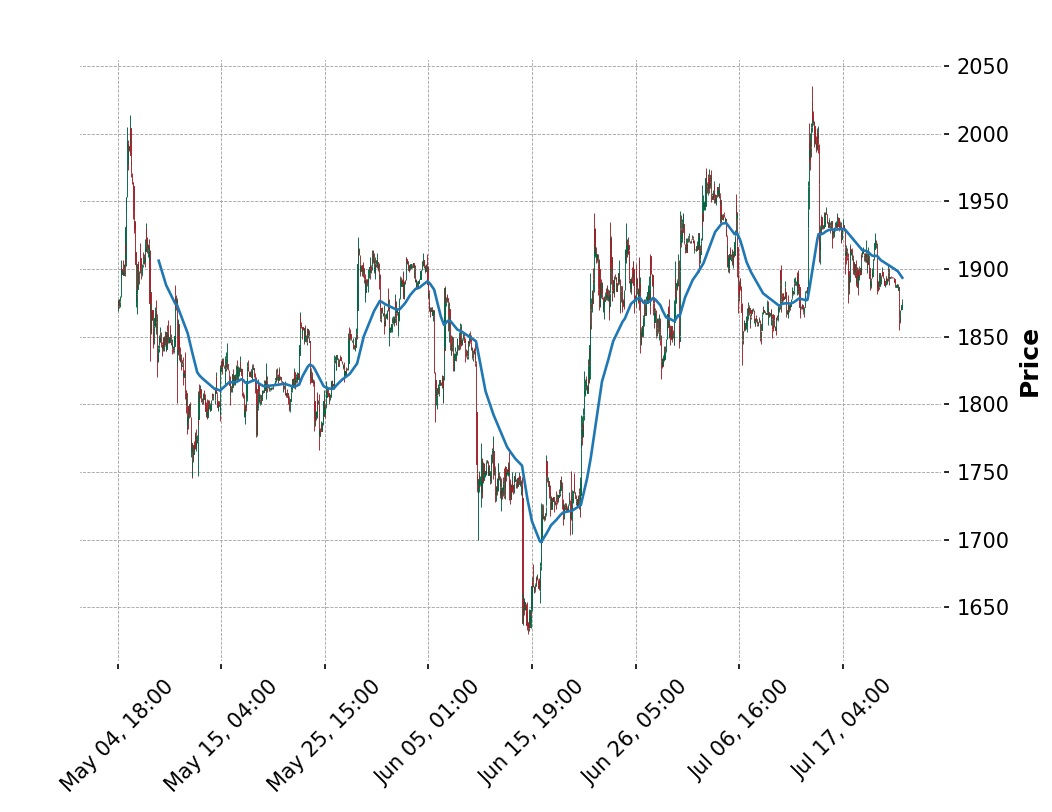 2050
2000
1950
1900
1850
1800
1750
1700
1650
Price
May 04, 18:00
May 15, 04:00
May 25, 15:00
Jun 05, 01:00
Jun 15, 19:00
Jun 26, 05:00
Jul 06, 16:00
Jul 17, 04:00